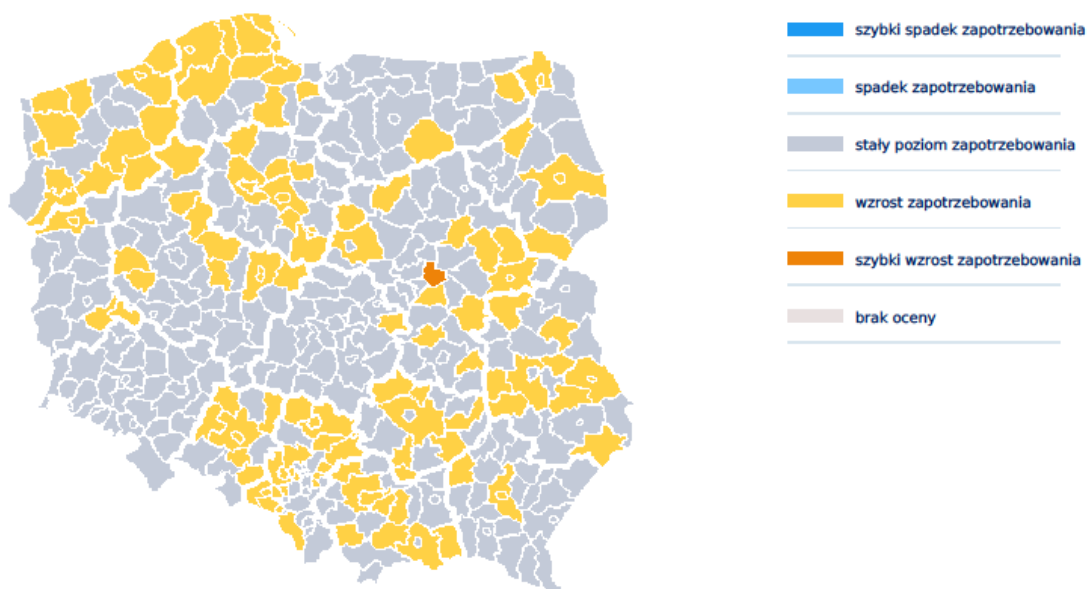 szybki spadek zapotrzebowania
spadek zapotrzebowania
stały poziom zapotrzebowania
wzrost zapotrzebowania
szybki wzrost zapotrzebowania
brak oceny